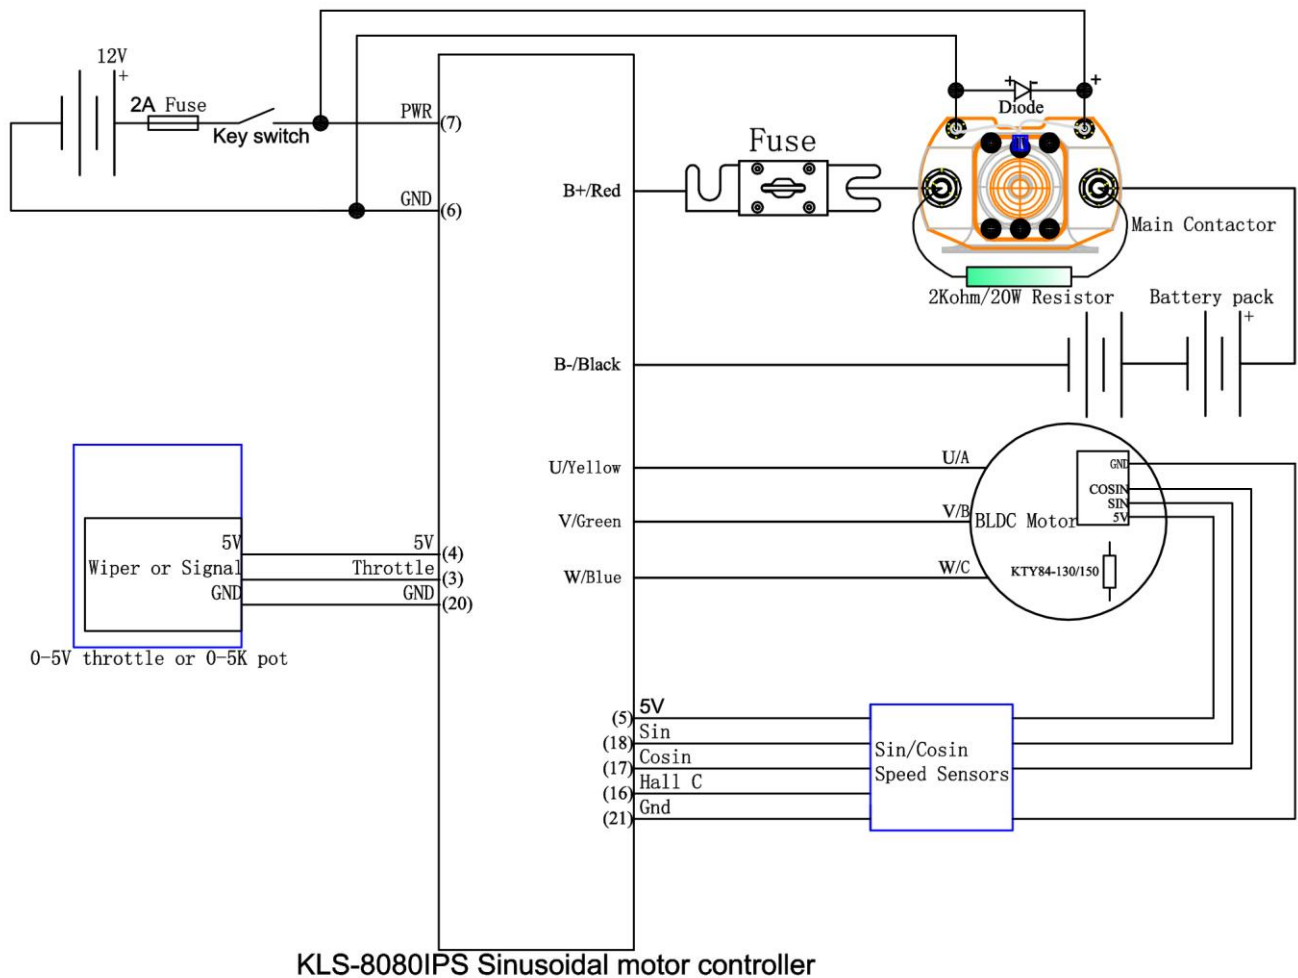 12V
+
2A Fuse
Key switch
PWR
(7)
GND
(6)
B+/Red
Fuse
+
Diode
+
Main Contactor
2Kohm/20W Resistor
Battery pack
+
B-/Black
U/Yellow
U/A
V/Green
V/B
W/Blue
W/C
BLDC Motor
GND
COSIN
SIN
5V
KTY84-130/150
5V
Wiper or Signal
GND
5V
(4)
Throttle
(3)
GND
(20)
0-5V throttle or 0-5K pot
(5)
5V
(18)
Sin
(17)
Cosin
(16)
Hall C
(21)
Gnd
Sin/Cosin
Speed Sensors
KLS-8080IPS Sinusoidal motor controller